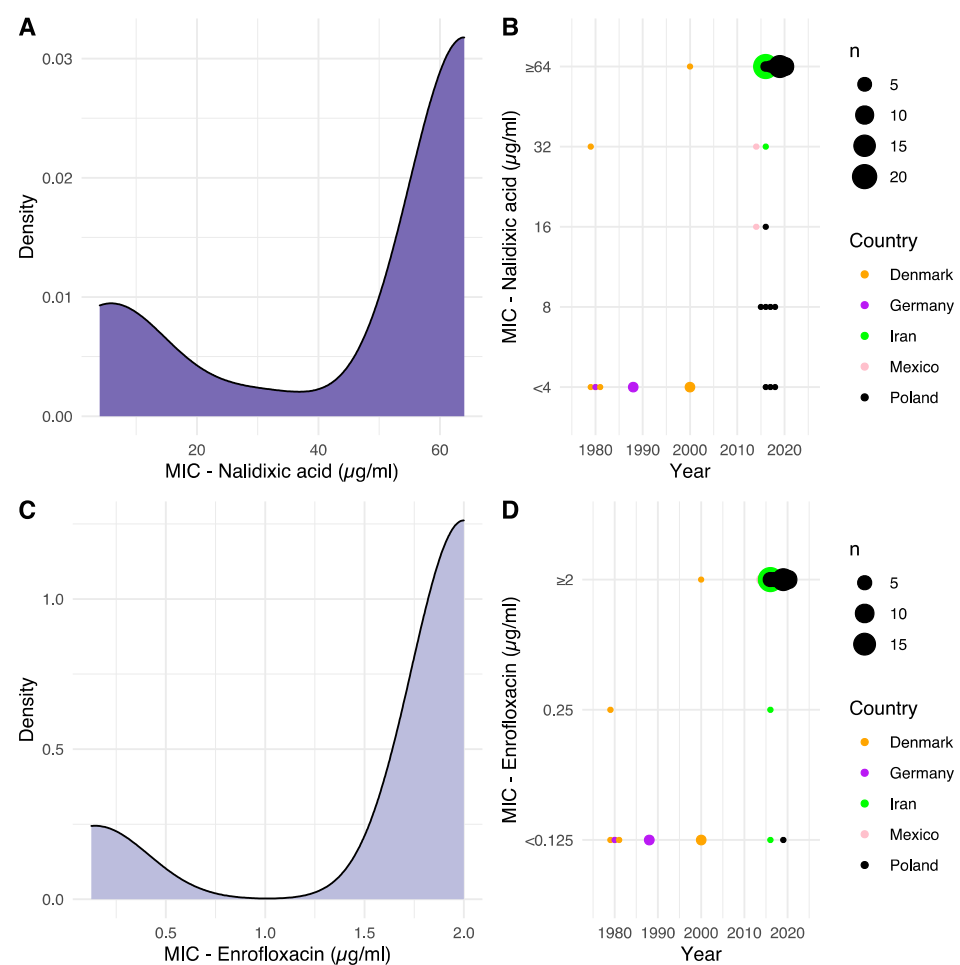 A
0.03
0.02
0.01
0.00
Density
20 40 60
MIC - Nalidixic acid (µg/ml)
B
≥64
32
16
8
<4
MIC - Nalidixic acid (µg/ml)
1980 1990 2000 2010 2020
Year
n
5
10
15
20
Country
Denmark
Germany
Iran
Mexico
Poland
C
1.0
0.5
0.0
Density
0.5 1.0 1.5 2.0
MIC - Enrofloxacin (µg/ml)
D
≥2
0.25
<0.125
MIC - Enrofloxacin (µg/ml)
1980 1990 2000 2010 2020
Year
n
5
10
15
Country
Denmark
Germany
Iran
Mexico
Poland